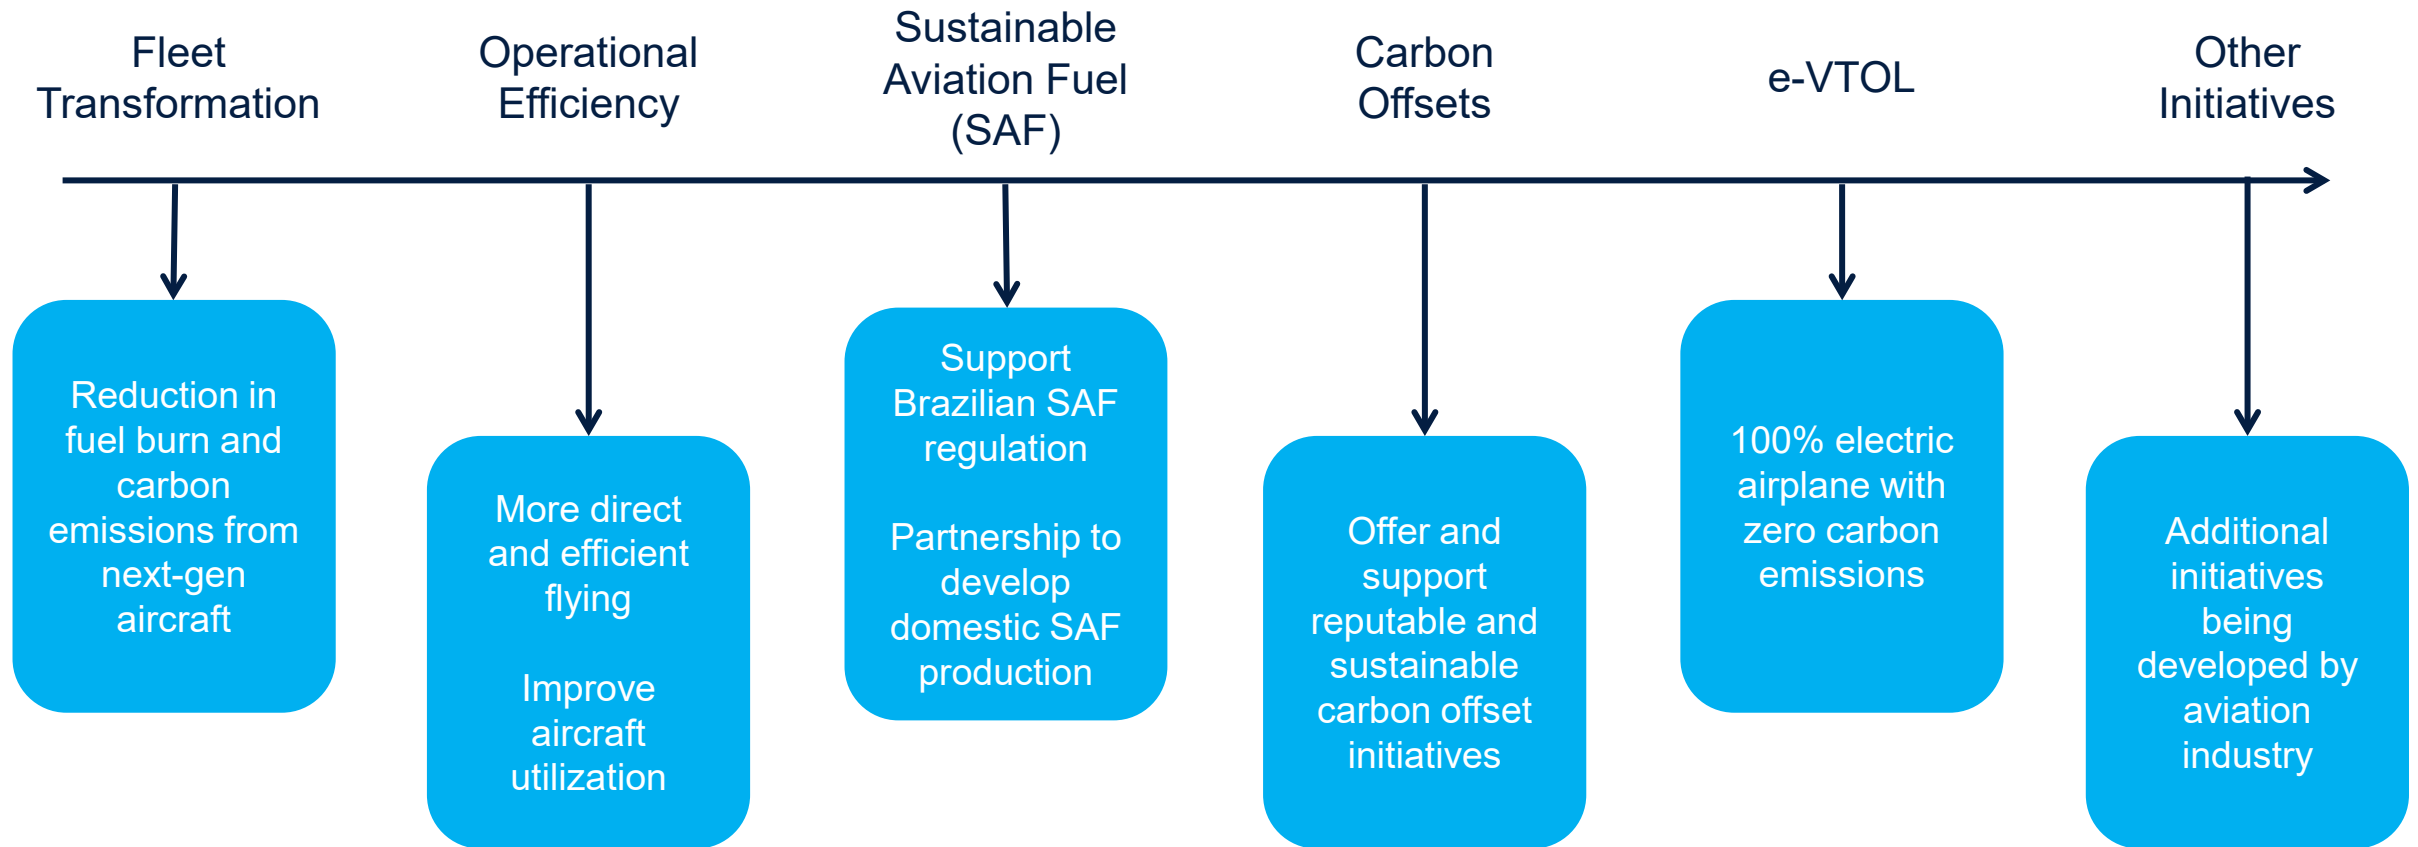 Fleet
Transformation
Operational
Efficiency
Sustainable
Aviation Fuel
(SAF)
Carbon
Offsets
e-VTOL
Other
Initiatives
Reduction in
fuel burn and
carbon
emissions from
next-gen
aircraft
More direct
and efficient
flying
Improve
aircraft
utilization
Support
Brazilian SAF
regulation
Partnership to
develop
domestic SAF
production
Offer and
support
reputable and
sustainable
carbon offset
initiatives
100% electric
airplane with
zero carbon
emissions
Additional
initiatives
being
developed by
aviation
industry